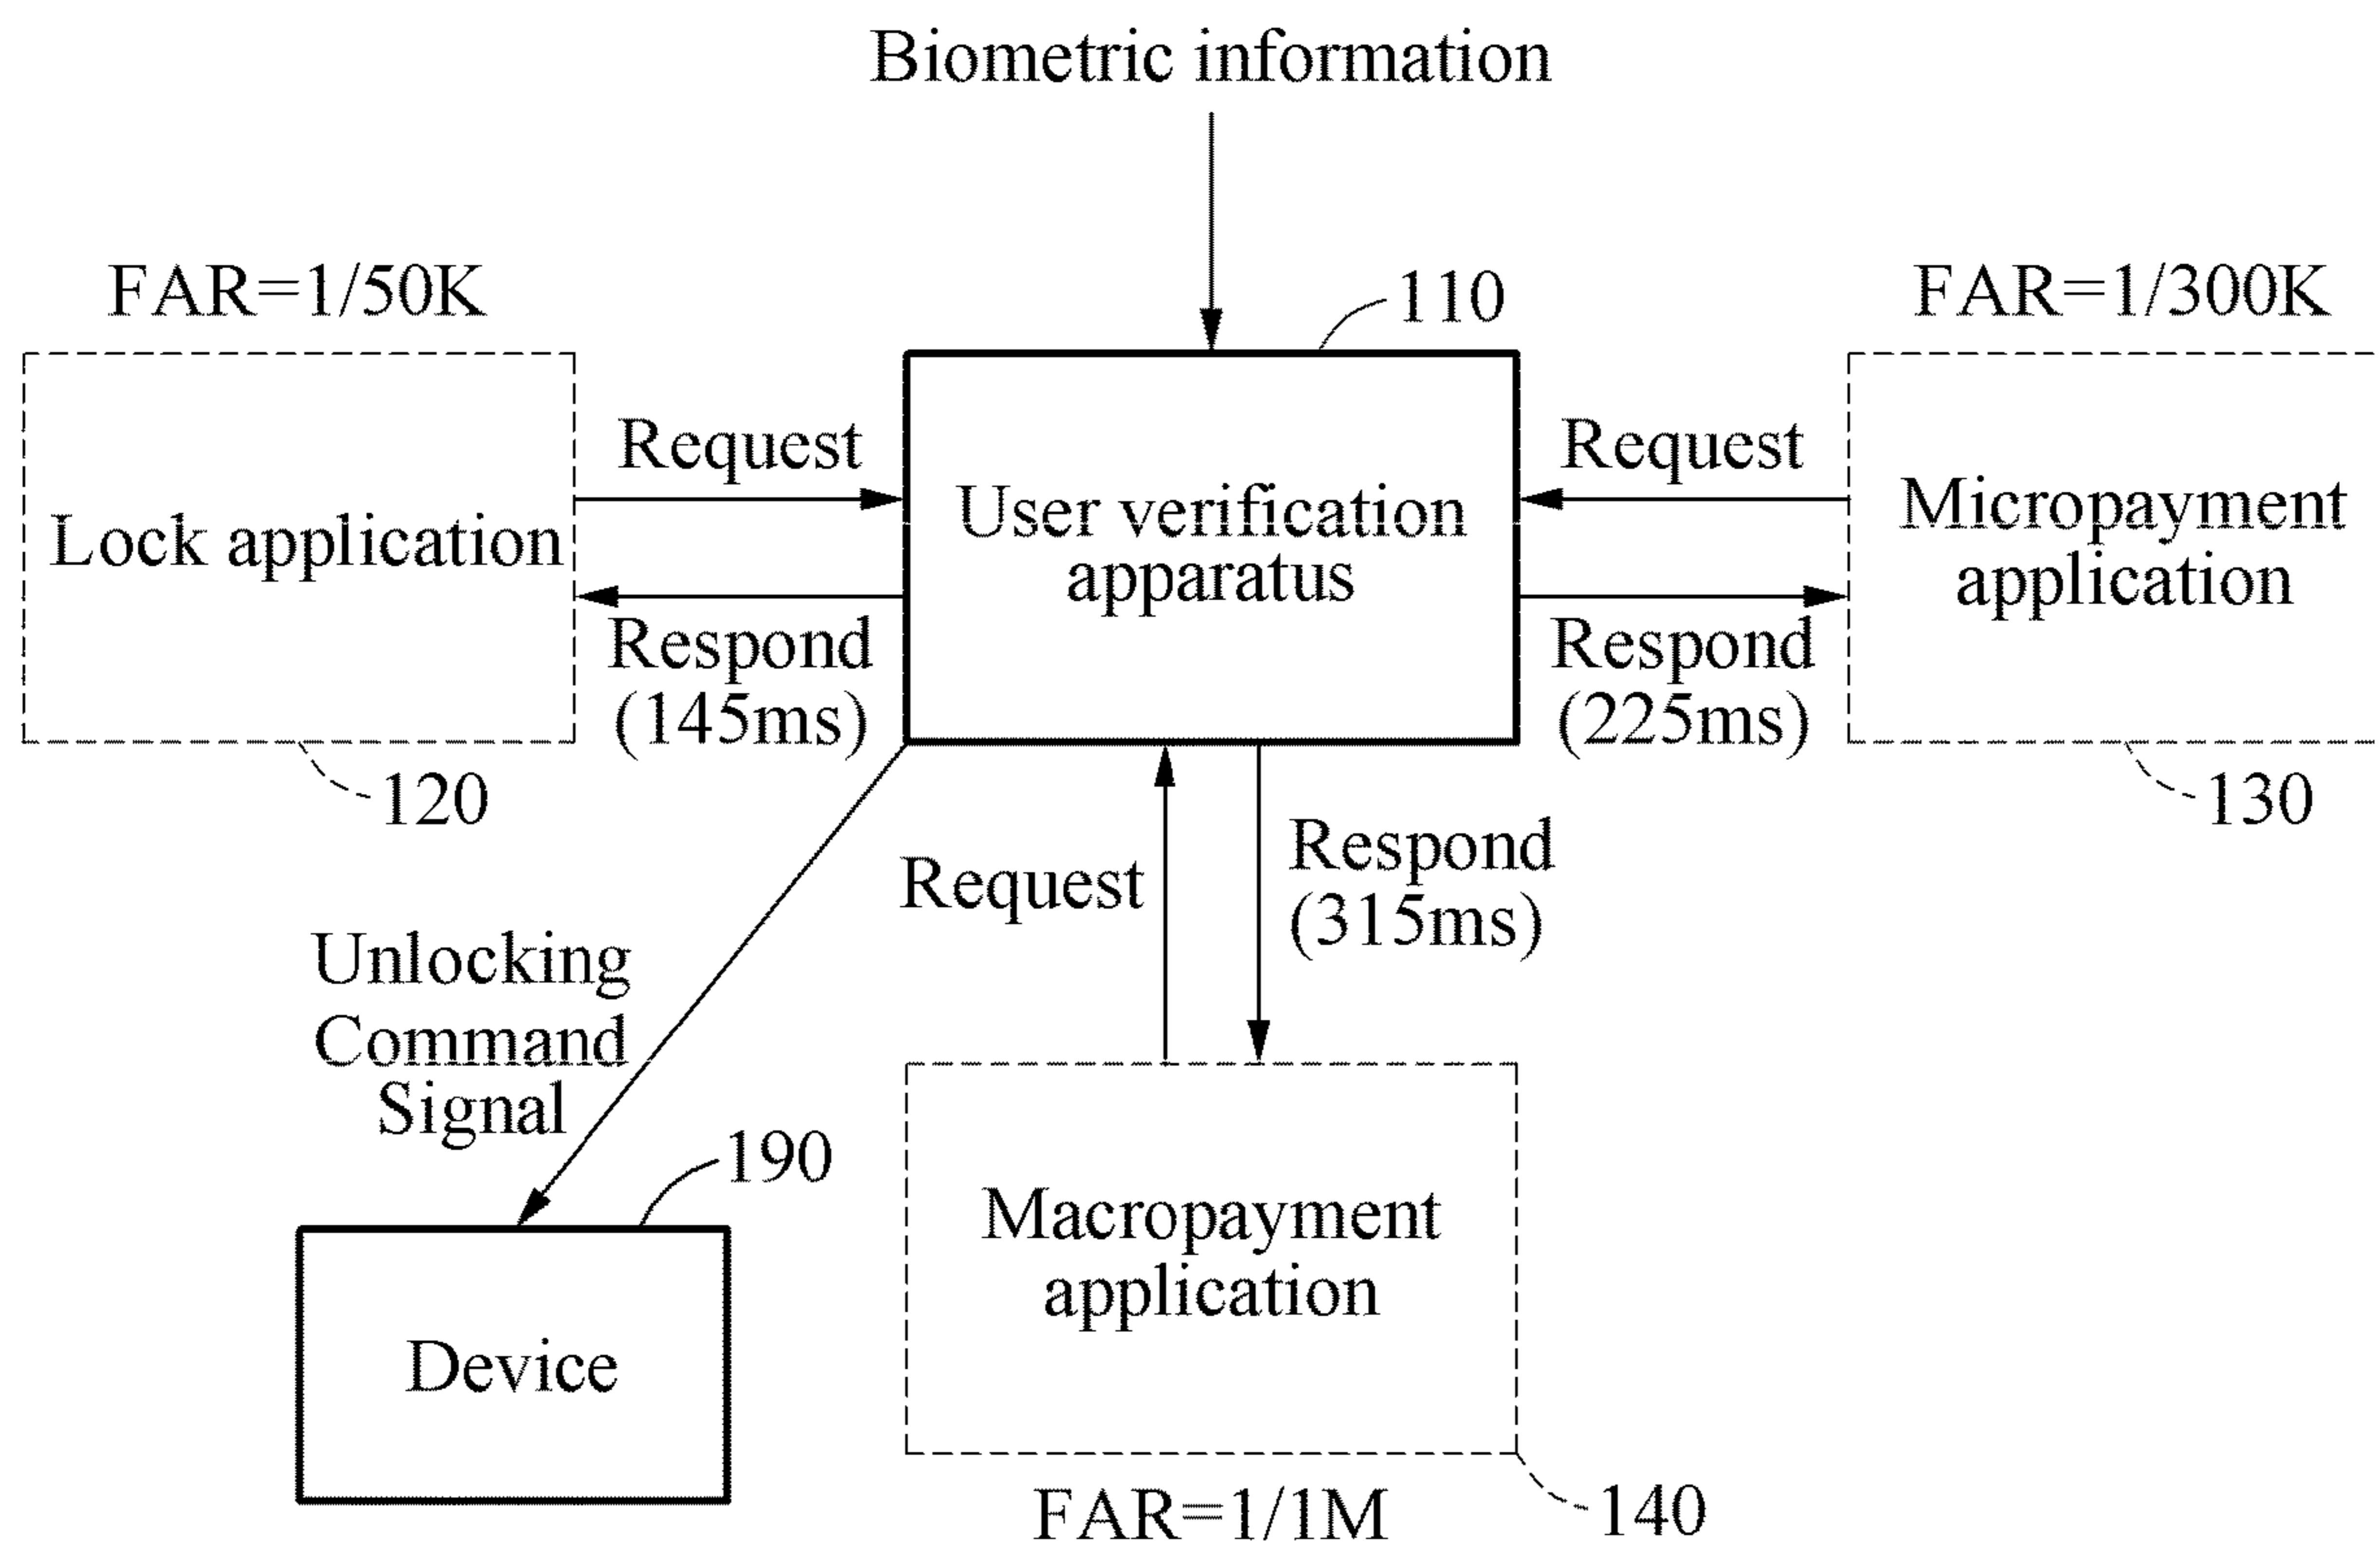 Biometric information
FAR=1/50K
110
FAR=1/300K
Lock application
Request
Respond
(145ms)
120
User verification
apparatus
Request
Respond
(225ms)
Micropayment
application
130
Unlocking
Command
Signal
Request
Respond
(315ms)
190
Device
Macropayment
application
140
FAR=1/1M